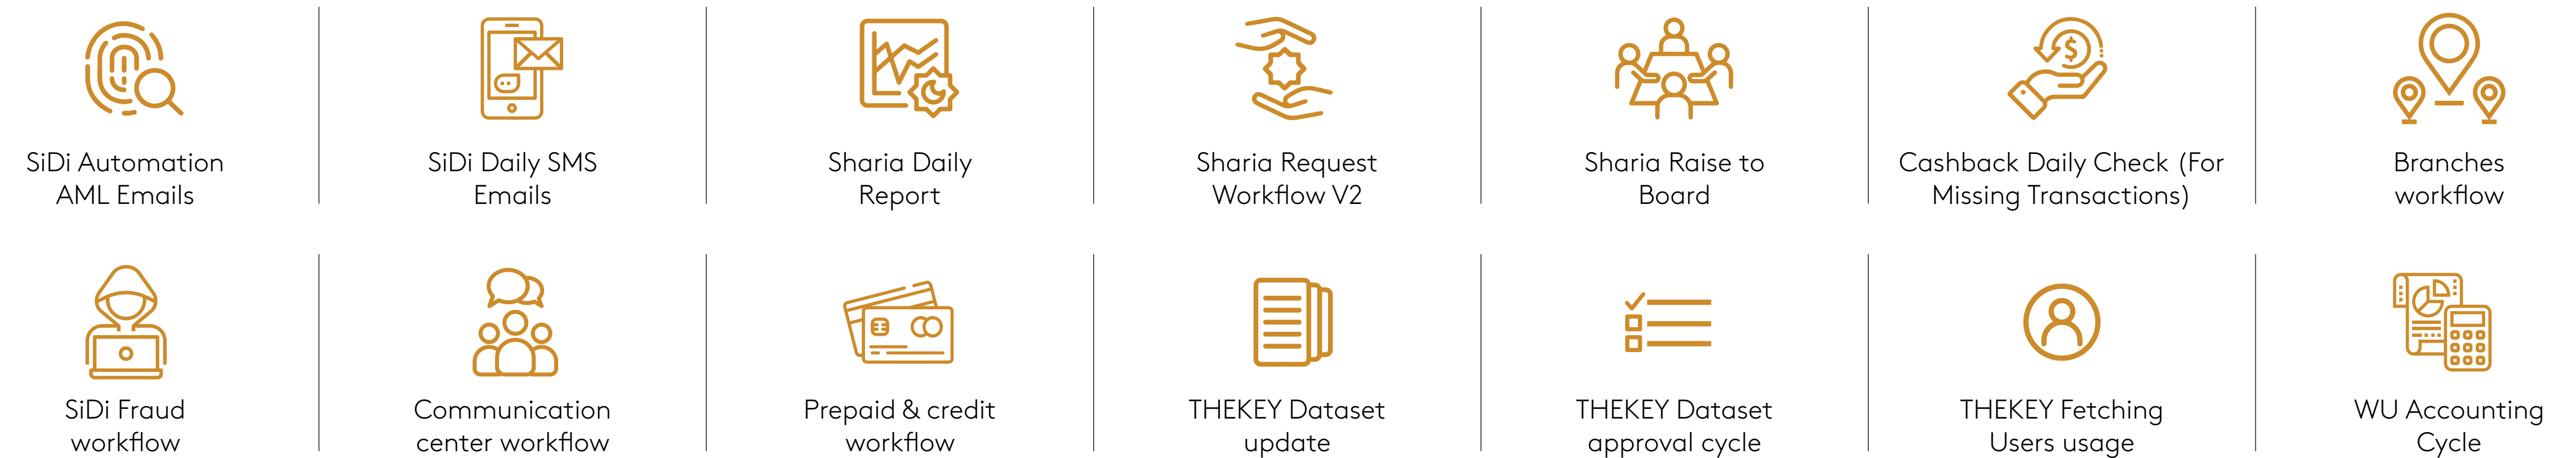 SiDi Automation
AML Emails
SiDi Daily SMS
Emails
Sharia Daily
Report
Sharia Request
Workflow V2
Sharia Raise to
Board
Cashback Daily Check (For
Missing Transactions)
Branches
workflow
SiDi Fraud
workflow
Communication
center workflow
Prepaid & credit
workflow
THEKEY Dataset
update
THEKEY Dataset
approval cycle
THEKEY Fetching
Users usage
WU Accounting
Cycle